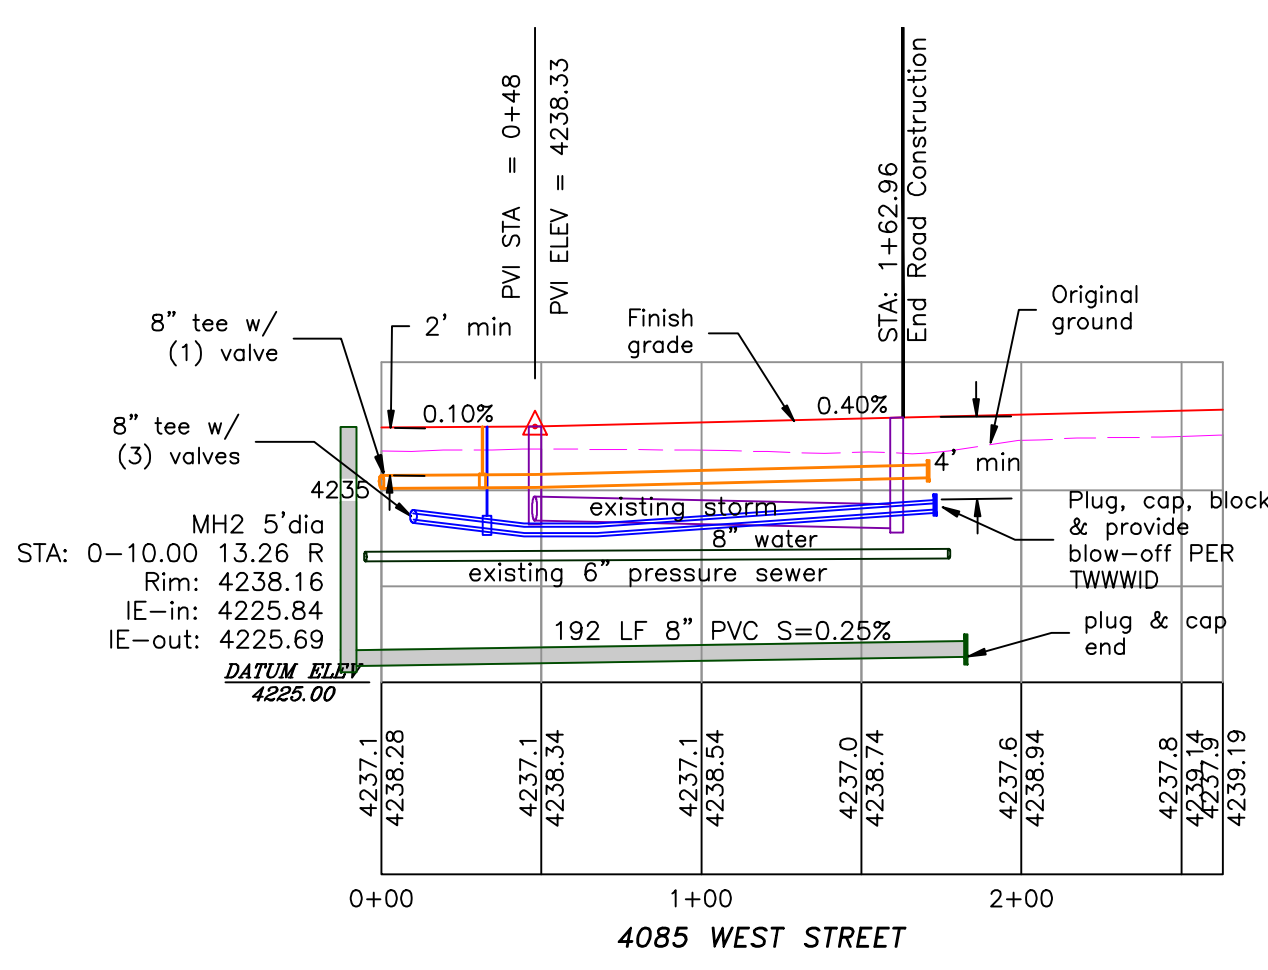 PVI STA = 0+48
PVI ELEV = 4238.33
STA: 1+62.96
End Road Construction
8" tee w/
(1) valve
2' min
Finish
grade
Original
ground
0.10%
0.40%
8" tee w/
(3) valves
4' min
4235
existing storm
Plug, cap, block
& provide
blow-off PER
TWWWID
MH2 5'dia
STA: 0-10.00 13.26 R
Rim: 4238.16
IE-in: 4225.84
IE-out: 4225.69
8" water
existing 6" pressure sewer
192 LF 8" PVC S=0.25%
plug & cap
end
DATUM ELEV
4225.00
4237.1
4238.28
4237.1
4238.34
4237.1
4238.54
4237.0
4238.74
4237.6
4238.94
4237.8
4239.14
4237.9
4239.19
0+00
1+00
2+00
4085 WEST STREET